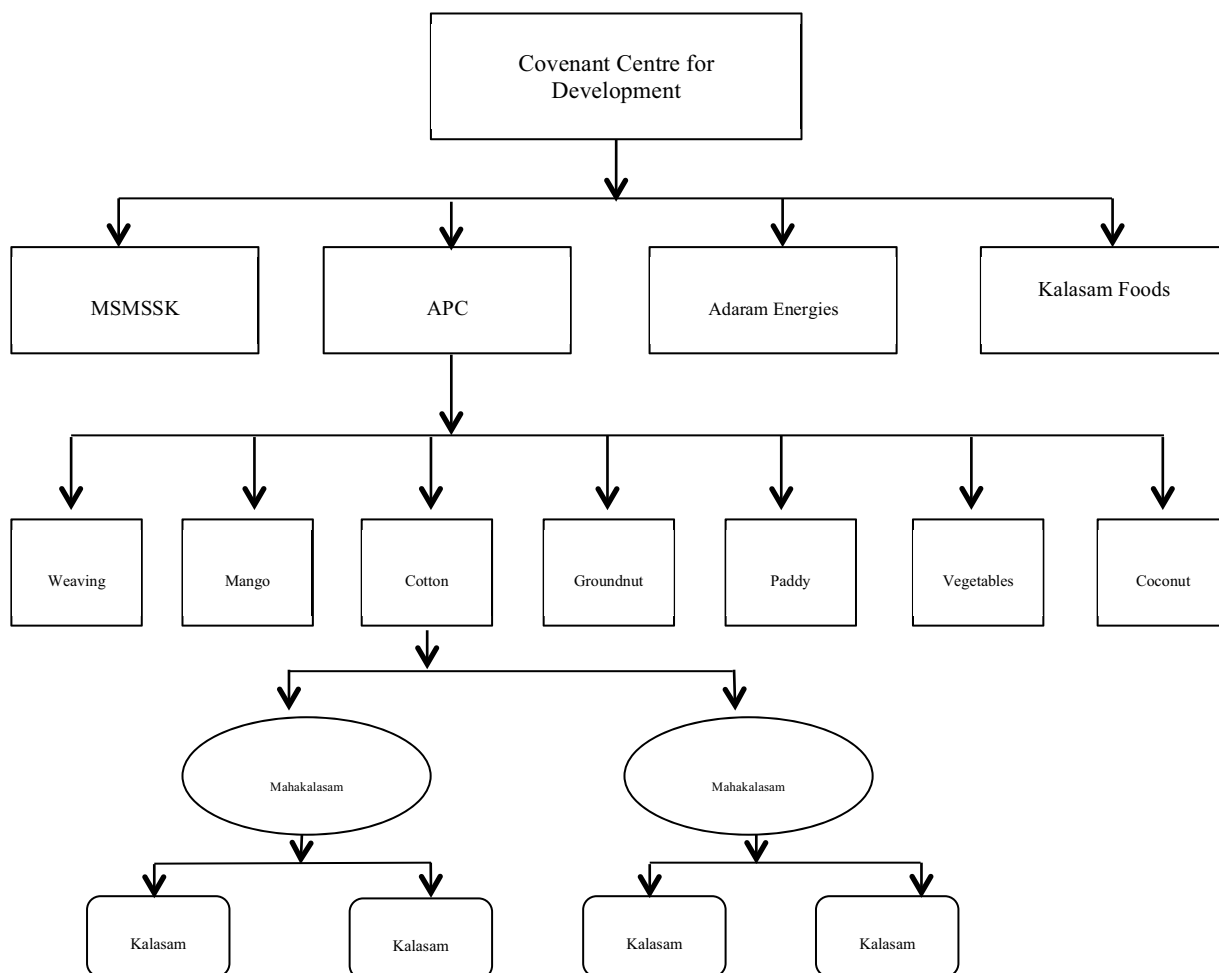 Covenant Centre for
Development
MSMSSK
APC
Adaram Energies
Kalasam Foods
Weaving
Mango
Cotton
Groundnut
Paddy
Vegetables
Coconut
Mahakalasam
Mahakalasam
Kalasam
Kalasam
Kalasam
Kalasam